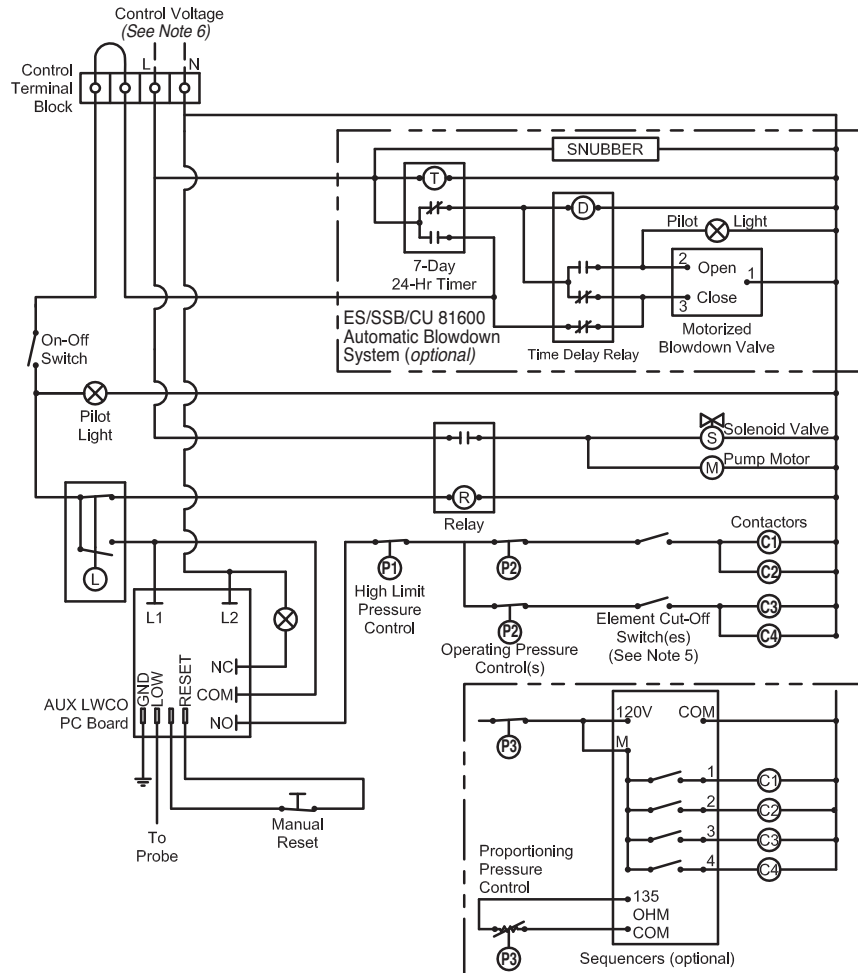 Control Voltage
(See Note 6)
L
N
Control
Terminal
Block
SNUBBER
T
D
Pilot
Light
2
Open
1
Close
3
7-Day
24-Hr Timer
ES/SSB/CU 81600
Automatic Blowdown
System (optional)
Time Delay Relay
Motorized
Blowdown Valve
On-Off
Switch
Pilot
Light
S
Solenoid Valve
M
Pump Motor
R
Relay
Contactors
L
P1
High Limit
Pressure
Control
P2
C1
C2
P2
Operating Pressure
Control(s)
Element Cut-Off
Switch(es)
(See Note 5)
C3
C4
L1
L2
NC
COM
NO
GND
LOW
RESET
AUX LWCO
PC Board
To
Probe
Manual
Reset
120V
COM
P3
M
1
C1
2
C2
3
C3
4
C4
Proportioning
Pressure
Control
135
OHM
COM
P3
Sequencers (optional)